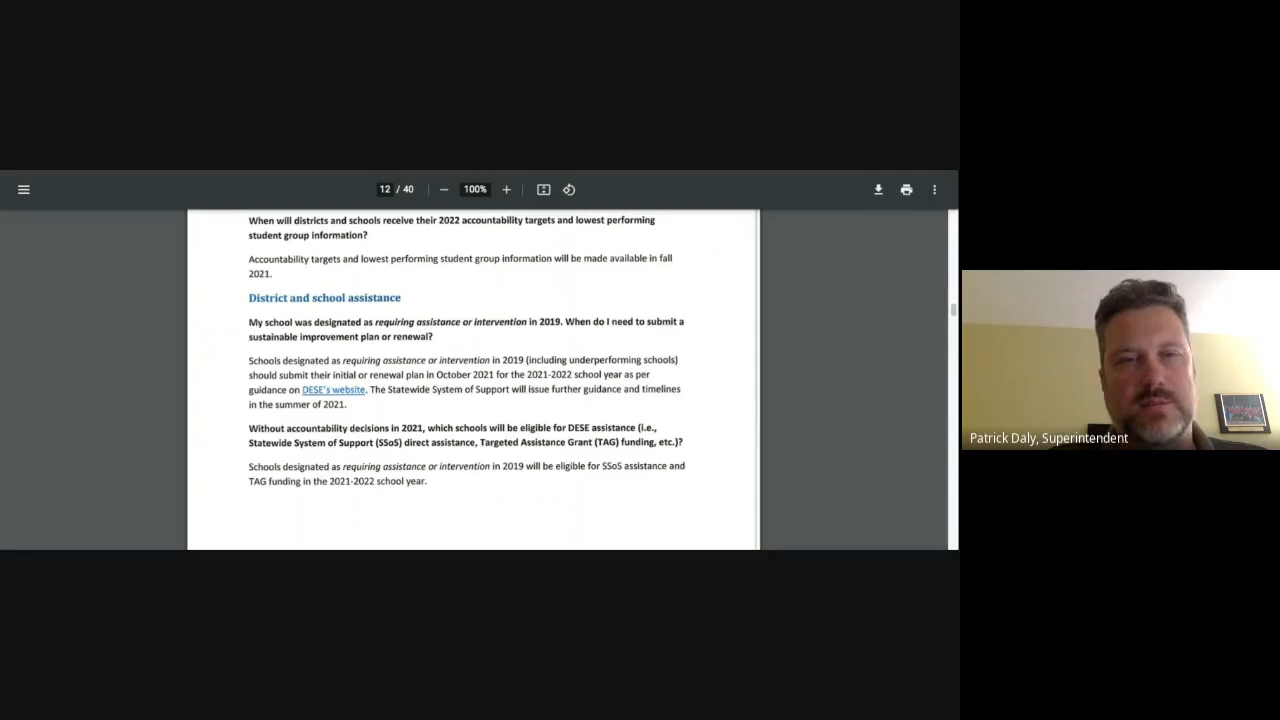 12 / 40
100%
When will districts and schools receive their 2022 accountability targets and lowest performing
student group information?
Accountability targets and lowest performing student group information will be made available in fall
2021.
District and school assistance
My school was designated as requiring assistance or intervention in 2019. When do I need to submit a
sustainable improvement plan or renewal?
Schools designated as requiring assistance or intervention in 2019 (including underperforming schools)
should submit their initial or renewal plan in October 2021 for the 2021-2022 school year as per
guidance on DESE's website. The Statewide System of Support will issue further guidance and timelines
in the summer of 2021.
Without accountability decisions in 2021, which schools will be eligible for DESE assistance (i.e.,
Statewide System of Support (SSoS) direct assistance, Targeted Assistance Grant (TAG) funding, etc.)?
Schools designated as requiring assistance or intervention in 2019 will be eligible for SSoS assistance and
TAG funding in the 2021-2022 school year.
Patrick Daly, Superintendent